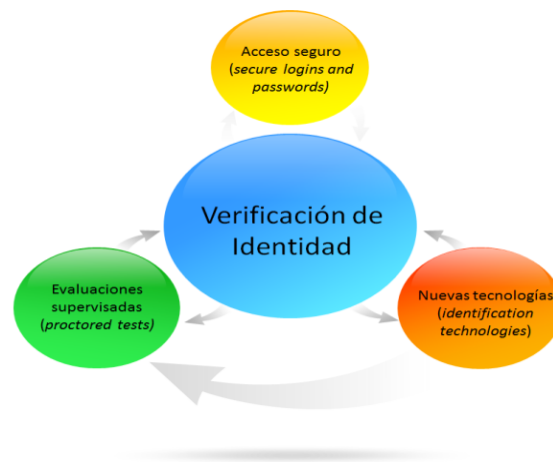 Acceso seguro
(secure logins and
passwords)
Verificación de
Identidad
Evaluaciones
supervisadas
(proctored tests)
Nuevas tecnologías
(identification
technologies)